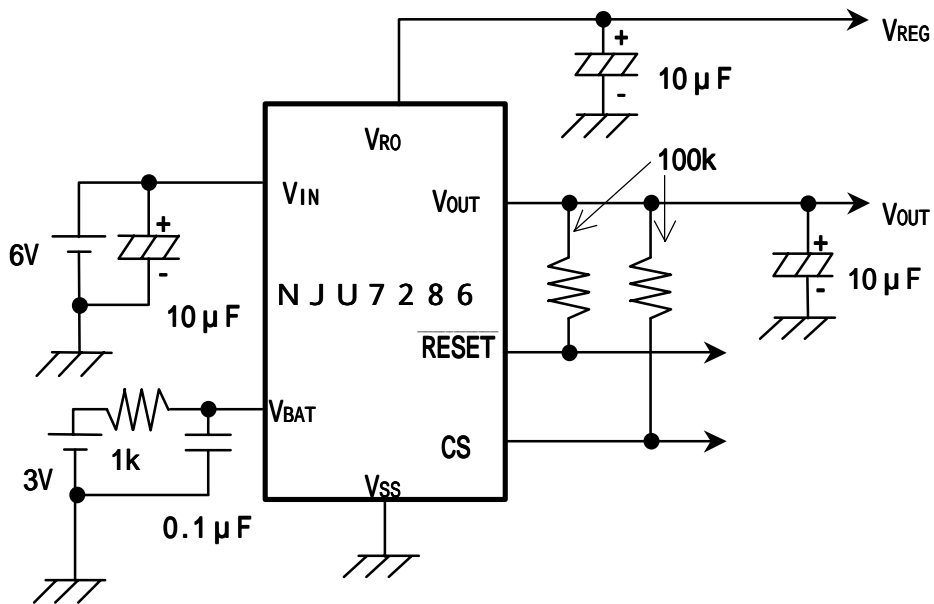 +
VREG
10μF
-
VRO
100k
VIN
VOUT
VOUT
+
6V
-
+
10μF
-
NJU7286
10μF
RESET
VBAT
1k
CS
3V
VSS
0.1μF